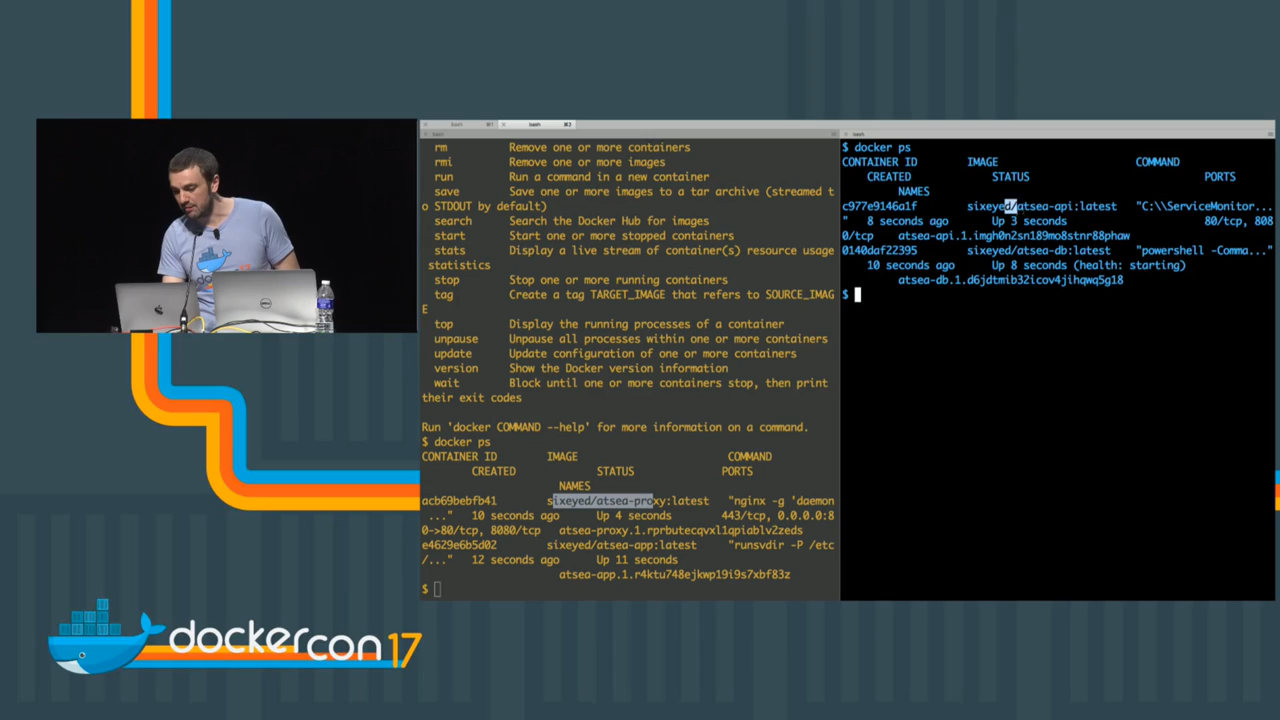 bash ⌘1 bash ⌘2
bash
rm Remove one or more containers
rmi Remove one or more images
run Run a command in a new container
save Save one or more images to a tar archive (streamed t
o STDOUT by default)
search Search the Docker Hub for images
start Start one or more stopped containers
stats Display a live stream of container(s) resource usage
statistics
stop Stop one or more running containers
tag Create a tag TARGET_IMAGE that refers to SOURCE_IMAG
E
top Display the running processes of a container
unpause Unpause all processes within one or more containers
update Update configuration of one or more containers
version Show the Docker version information
wait Block until one or more containers stop, then print
their exit codes
Run 'docker COMMAND --help' for more information on a command.
$ docker ps
CONTAINER ID IMAGE COMMAND
CREATED STATUS PORTS
NAMES
acb69bebfb41 sixeyed/atsea-proxy:latest "nginx -g 'daemon
..." 10 seconds ago Up 4 seconds 443/tcp, 0.0.0.0:8
0->80/tcp, 8080/tcp atsea-proxy.1.rprbutecqvxl1qpiablv2zeds
e4629e6b5d02 sixeyed/atsea-app:latest "runsvdir -P /etc
/..." 12 seconds ago Up 11 seconds
atsea-app.1.r4ktu748ejkwp19i9s7xbf83z
$
bash
$ docker ps
CONTAINER ID IMAGE COMMAND
CREATED STATUS PORTS
NAMES
c977e9146a1f sixeyed/atsea-api:latest "C:\\ServiceMonitor...
" 8 seconds ago Up 3 seconds 80/tcp, 808
0/tcp atsea-api.1.imgh0n2sn189mo8stnr88phaw
0140daf22395 sixeyed/atsea-db:latest "powershell -Comma..."
10 seconds ago Up 8 seconds (health: starting)
atsea-db.1.d6jdtmib32icov4jihqwq5g18
$
dockercon 17